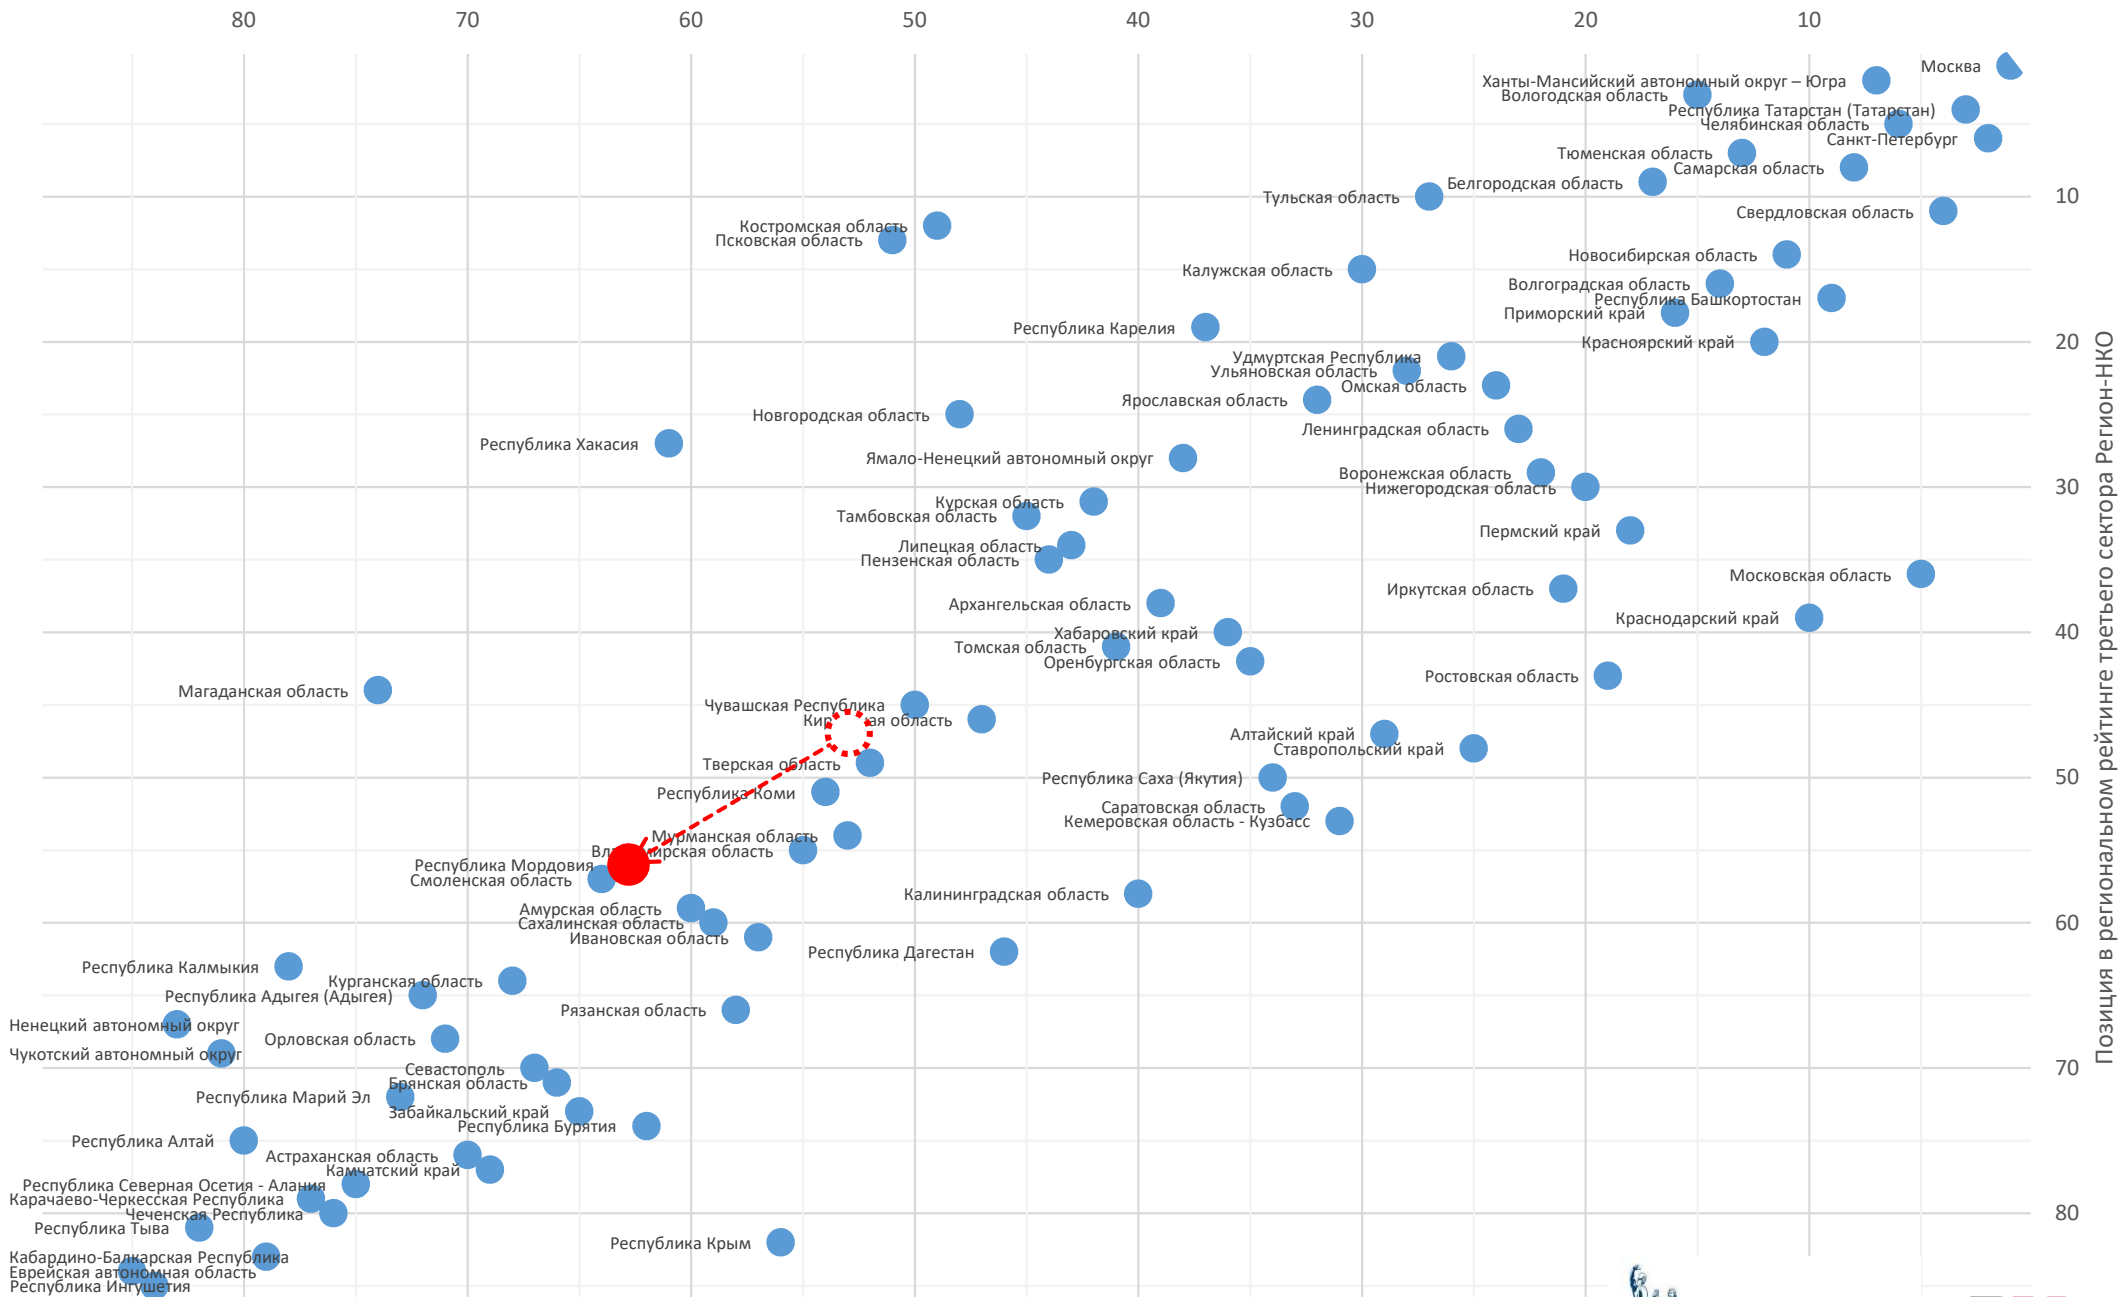 80 70 60 50 40 30 20 10
Москва
Ханты-Мансийский автономный округ – Югра
Вологодская область
Республика Татарстан (Татарстан)
Челябинская область
Санкт-Петербург
Тюменская область
Самарская область
Белгородская область
Тульская область
10
Свердловская область
Костромская область
Псковская область
Новосибирская область
Калужская область
Волгоградская область
Республика Башкортостан
Приморский край
Республика Карелия
Красноярский край
20
Удмуртская Республика
Ульяновская область
Омская область
Ярославская область
Новгородская область
Ленинградская область
Республика Хакасия
Ямало-Ненецкий автономный округ
Воронежская область
Нижегородская область
30
Курская область
Тамбовская область
Пермский край
Липецкая область
Пензенская область
Московская область
Иркутская область
Архангельская область
Краснодарский край
Хабаровский край
40
Томская область
Оренбургская область
Ростовская область
Магаданская область
Чувашская Республика
область
Алтайский край
Ставропольский край
Тверская область
Республика Саха (Якутия)
50
Республика Коми
Саратовская область
Кемеровская область - Кузбасс
Мурманская область
Владимирская область
Республика Мордовия
Смоленская область
Калининградская область
Амурская область
Сахалинская область
60
Ивановская область
Республика Дагестан
Республика Калмыкия
Курганская область
Республика Адыгея (Адыгея)
Рязанская область
Ненецкий автономный округ
Орловская область
Чукотский автономный округ
Севастополь
70
Брянская область
Республика Марий Эл
Забайкальский край
Республика Бурятия
Республика Алтай
Астраханская область
Камчатский край
Республика Северная Осетия - Алания
Карачаево-Черкесская Республика
Чеченская Республика
80
Республика Тыва
Республика Крым
Кабардино-Балкарская Республика
Еврейская автономная область
Республика Ингушетия
Позиция в региональном рейтинге третьего сектора Регион-НКО